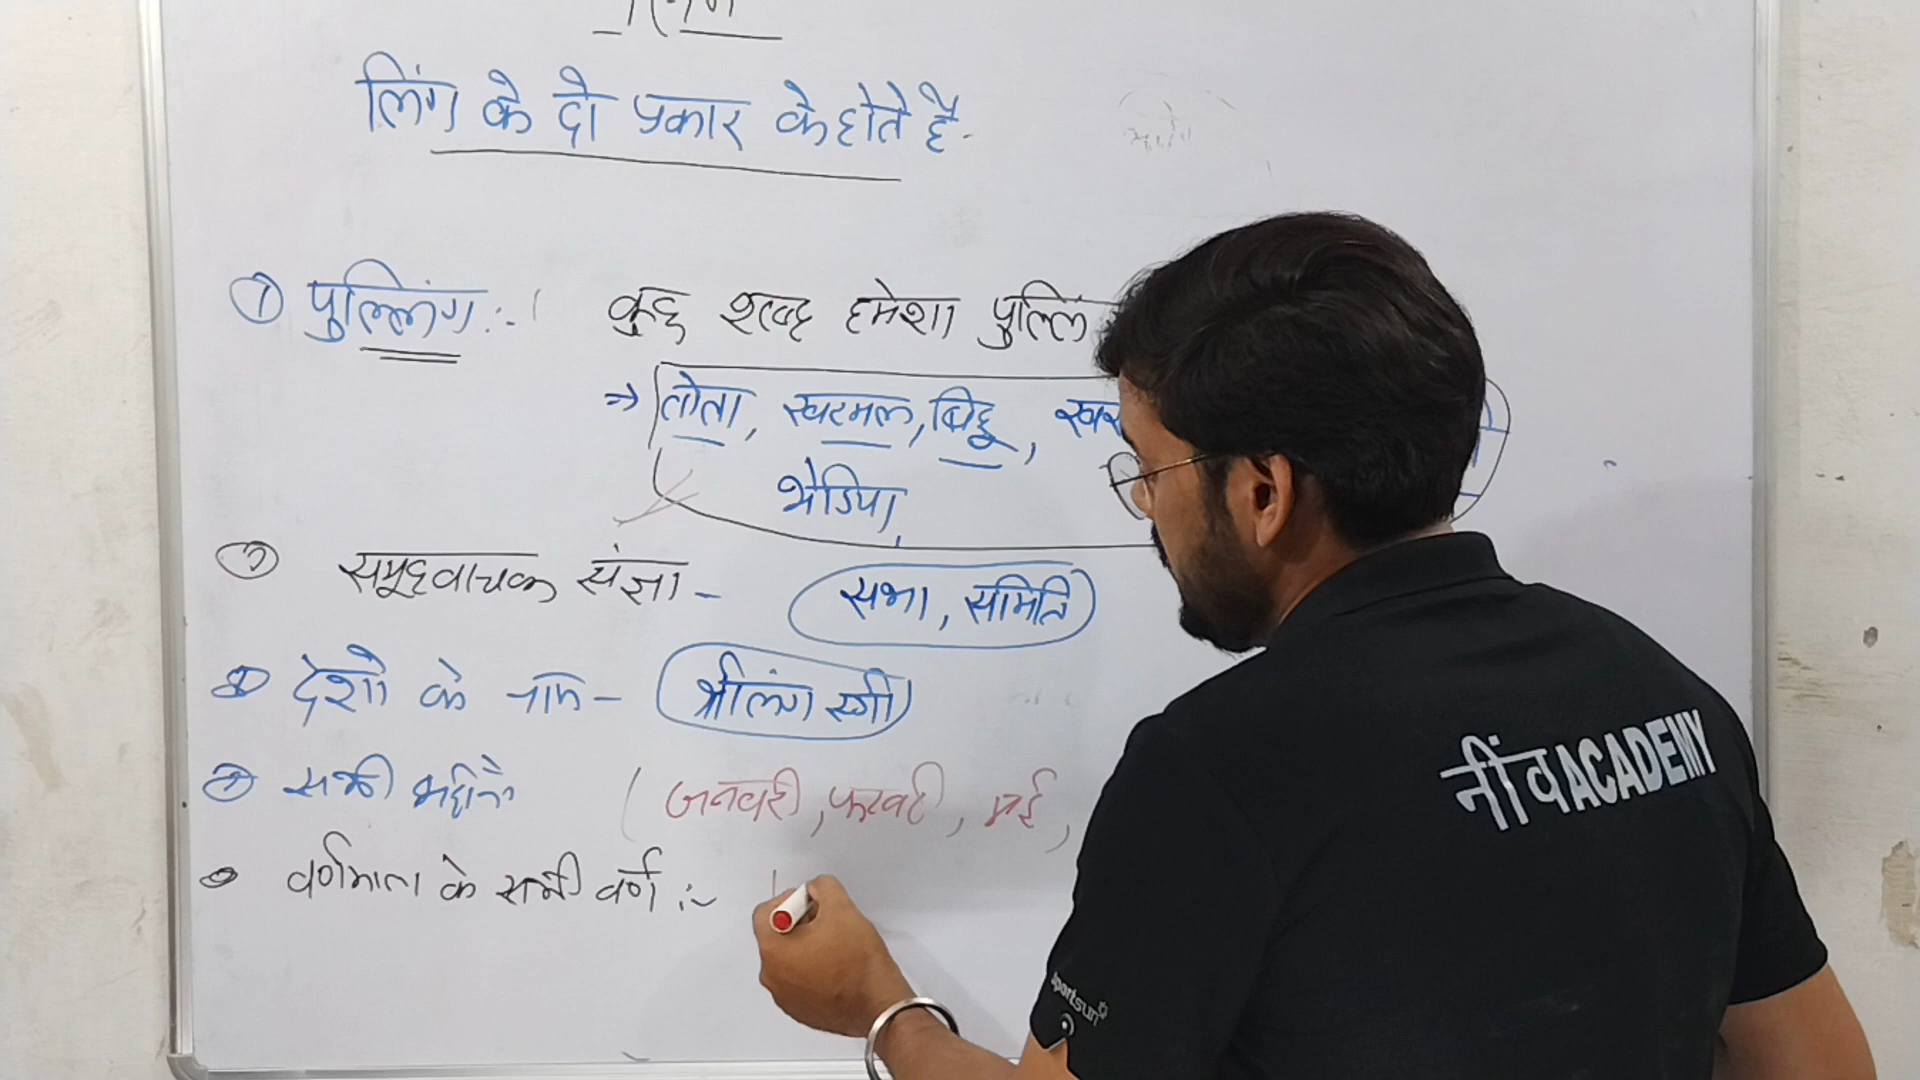 लिंग के दो प्रकार के होते है-
① पुल्लिंग :- कुछ शब्द हमेशा पुल्लि
⇒ तोता, खटमल, बिछू,
भेडिया,
समूहवाचक संज्ञा - सभा, समिति
देशो के नाम - श्रीलंग स्त्री
सभी महीने (जनवरी, फरवरी, मई,
वर्णमाला के सभी वर्ण :-
नींव ACADEMY
sportsun